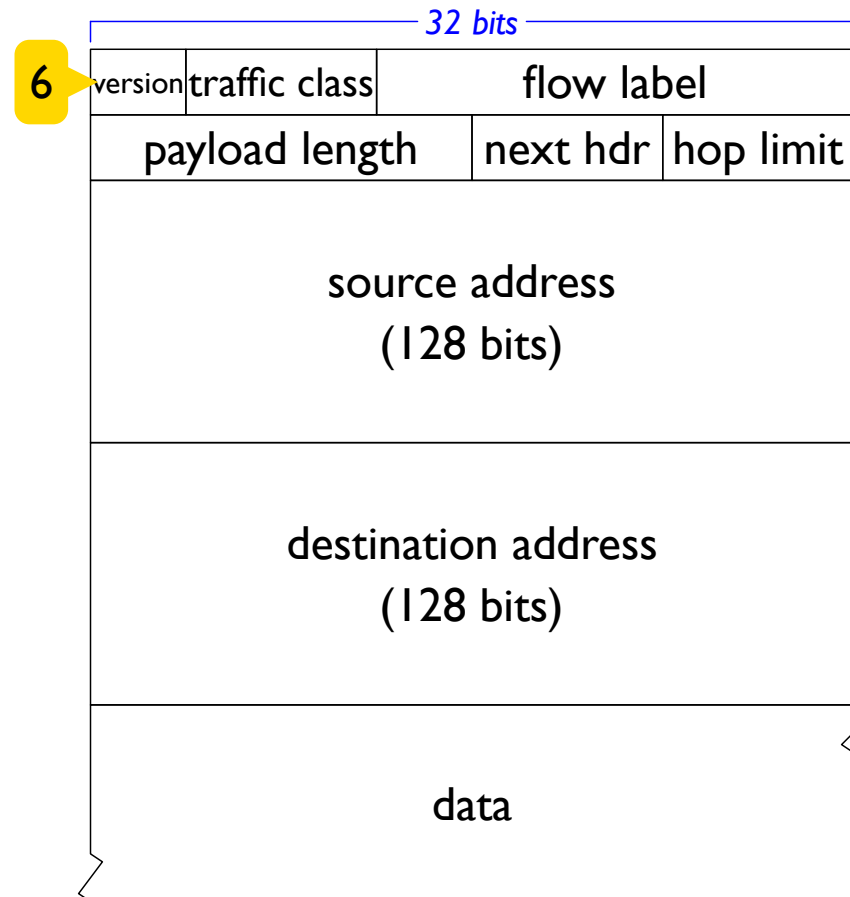 32 bits
6
version traffic class flow label
payload length next hdr hop limit
source address
(128 bits)
destination address
(128 bits)
data